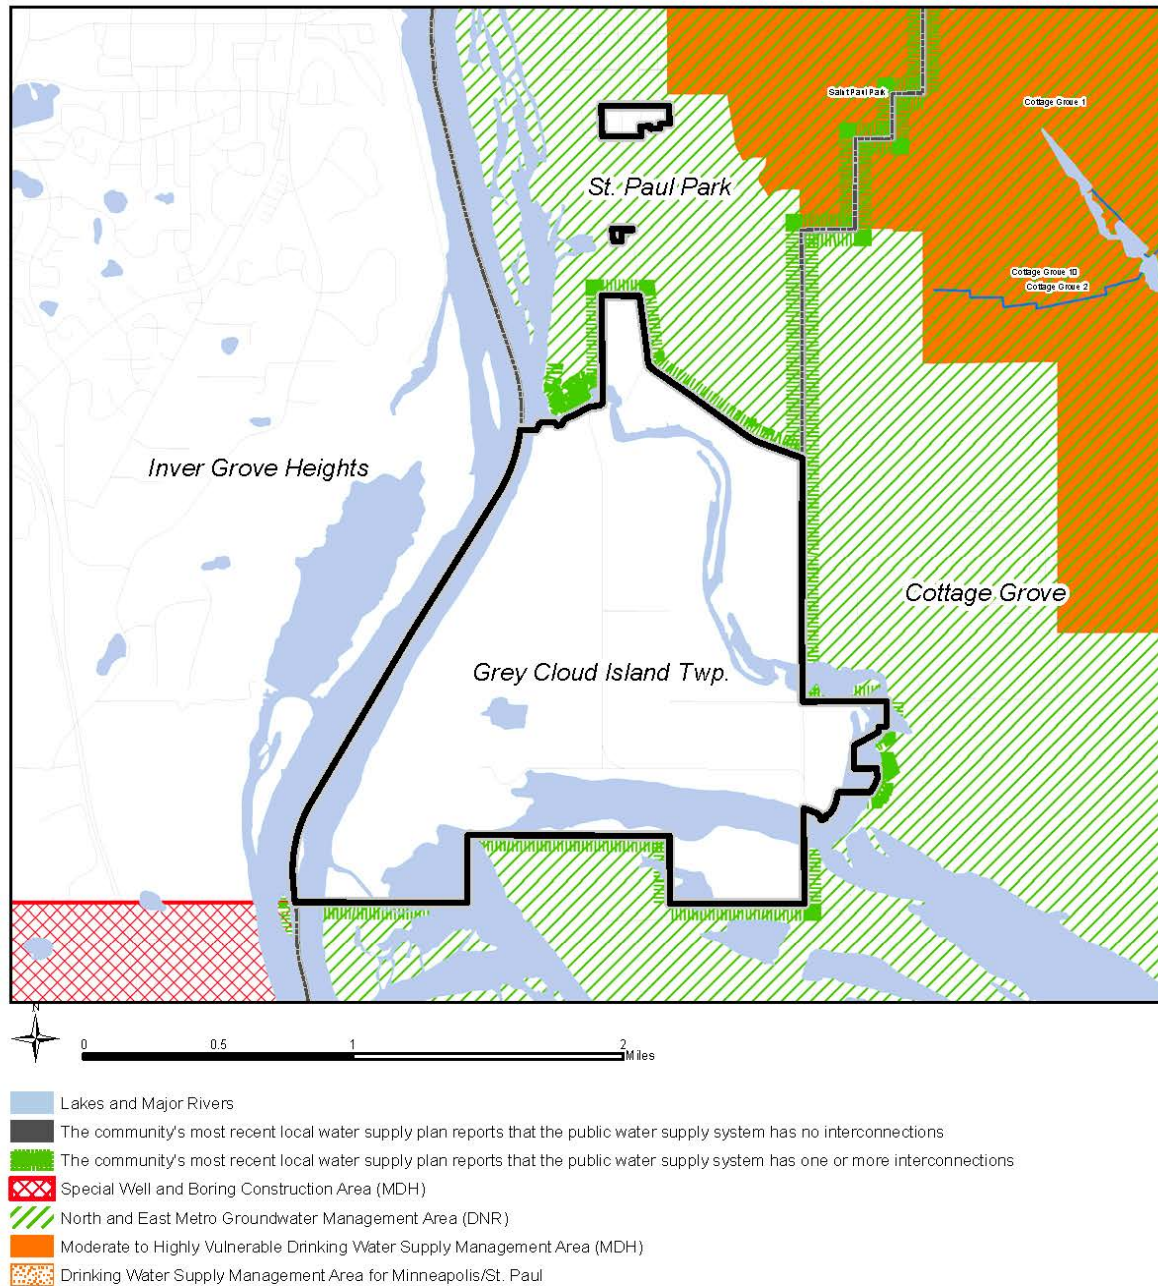 Saint Paul Park
Cottage Grove 1
St. Paul Park
Cottage Grove 10
Cottage Grove 2
Inver Grove Heights
Cottage Grove
Grey Cloud Island Twp.
N
0 0.5 1 2
Miles
Lakes and Major Rivers
The community's most recent local water supply plan reports that the public water supply system has no interconnections
The community's most recent local water supply plan reports that the public water supply system has one or more interconnections
Special Well and Boring Construction Area (MDH)
North and East Metro Groundwater Management Area (DNR)
Moderate to Highly Vulnerable Drinking Water Supply Management Area (MDH)
Drinking Water Supply Management Area for Minneapolis/St. Paul